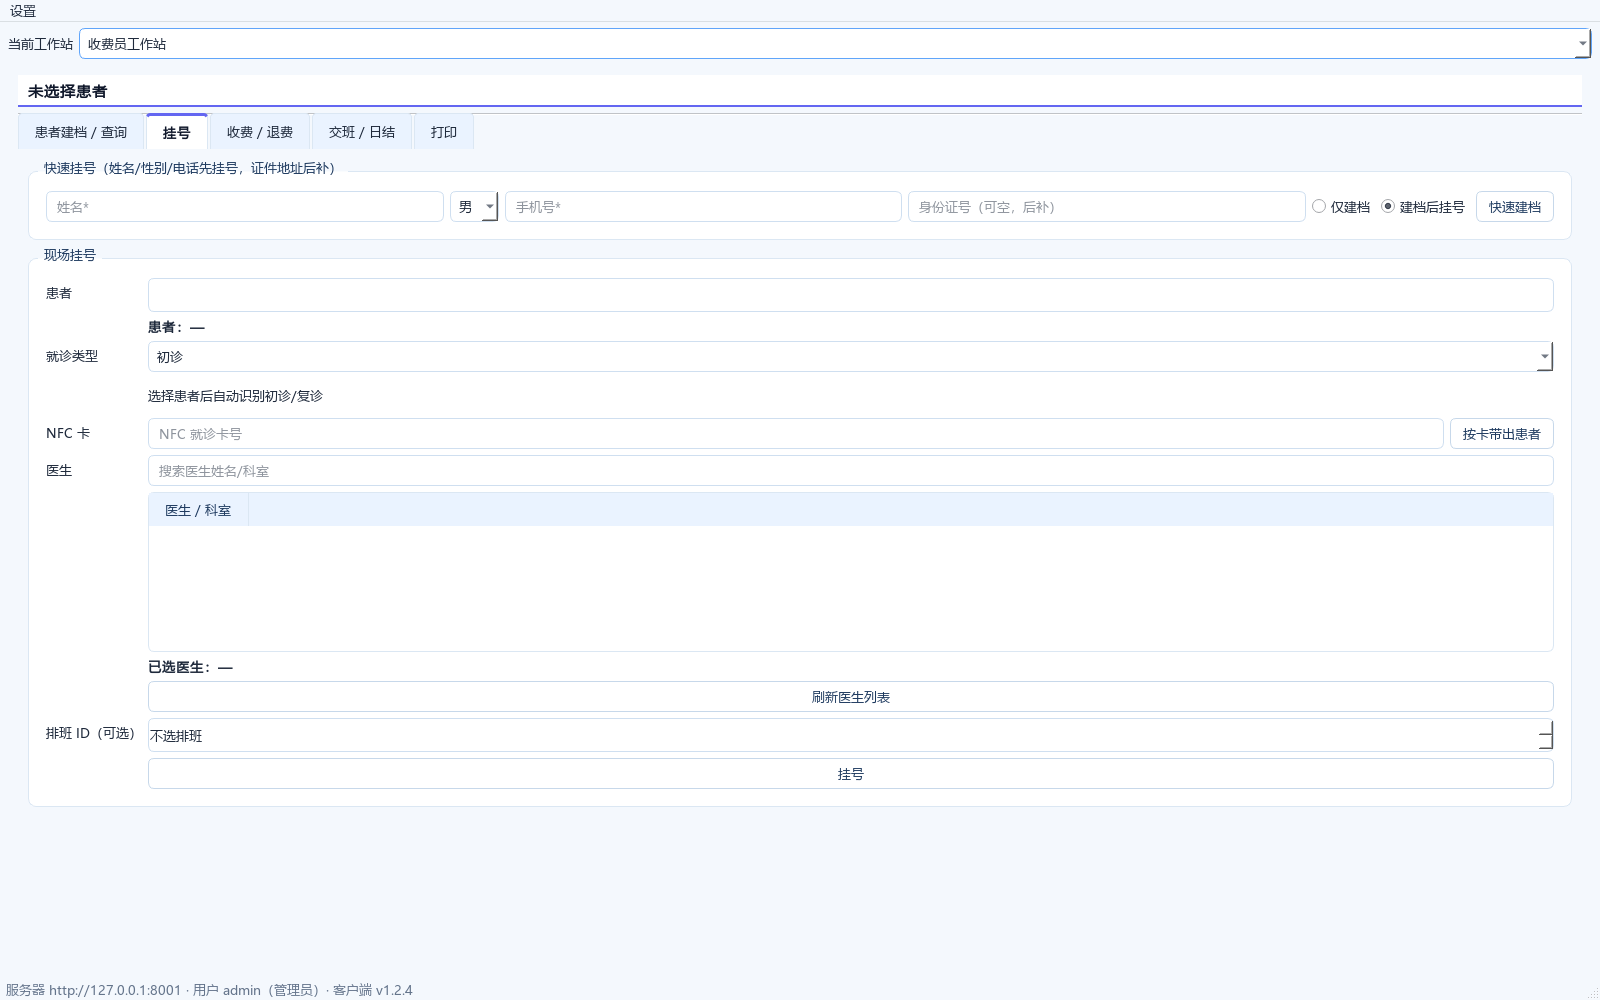 设置
当前工作站 收费员工作站
未选择患者
患者建档 / 查询 挂号 收费 / 退费 交班 / 日结 打印
快速挂号（姓名/性别/电话先挂号，证件地址后补）
姓名* 男 手机号* 身份证号（可空，后补） 仅建档 建档后挂号 快速建档
现场挂号
患者
患者：—
就诊类型 初诊
选择患者后自动识别初诊/复诊
NFC 卡 NFC 就诊卡号 按卡带出患者
医生 搜索医生姓名/科室
医生 / 科室
已选医生：—
刷新医生列表
排班 ID（可选） 不选排班
挂号
服务器 http://127.0.0.1:8001 · 用户 admin（管理员）· 客户端 v1.2.4